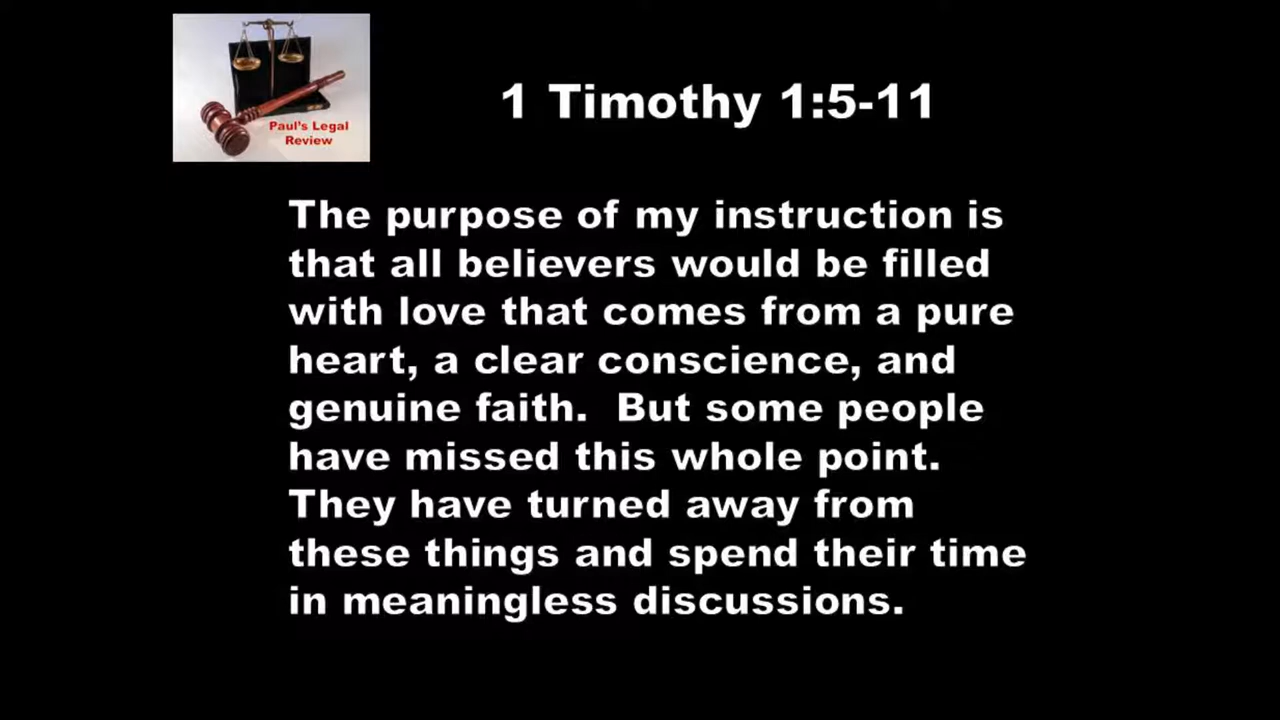 Paul's Legal
Review
1 Timothy 1:5-11
The purpose of my instruction is
that all believers would be filled
with love that comes from a pure
heart, a clear conscience, and
genuine faith.  But some people
have missed this whole point.
They have turned away from
these things and spend their time
in meaningless discussions.